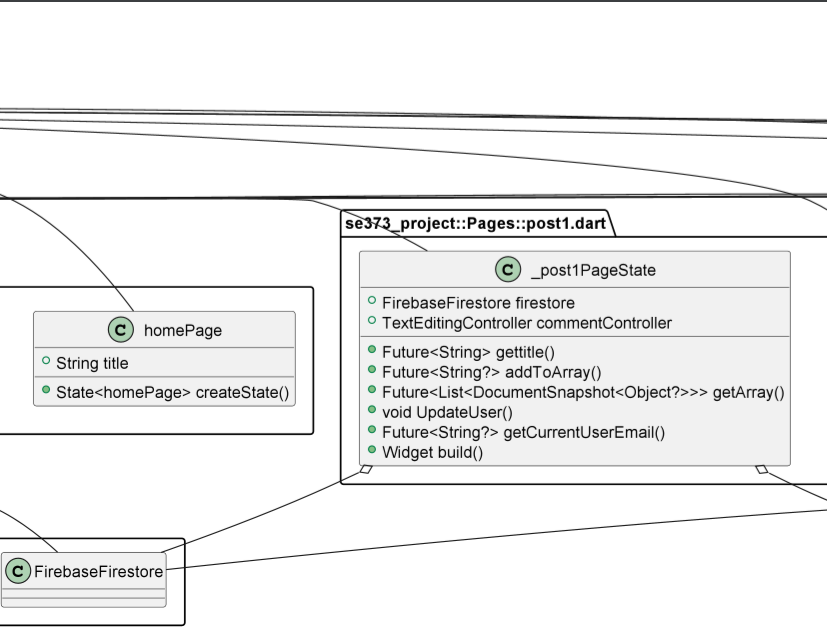 se373_project::Pages::post1.dart
C _post1PageState
FirebaseFirestore firestore
TextEditingController commentController
Future<String> gettitle()
Future<String?> addToArray()
Future<List<DocumentSnapshot<Object?>>> getArray()
void UpdateUser()
Future<String?> getCurrentUserEmail()
Widget build()
C homePage
String title
State<homePage> createState()
C FirebaseFirestore